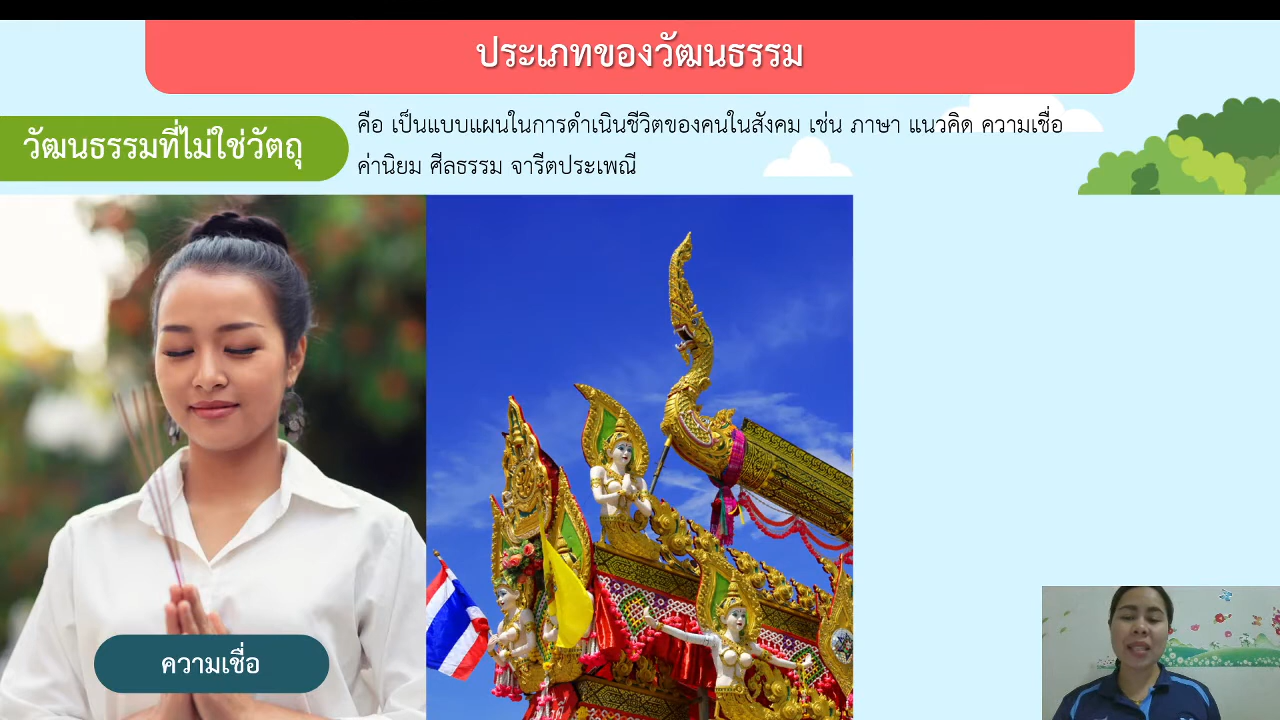 ประเภทของวัฒนธรรม
วัฒนธรรมที่ไม่ใช่วัตถุ
คือ เป็นแบบแผนในการดำเนินชีวิตของคนในสังคม เช่น ภาษา แนวคิด ความเชื่อ
ค่านิยม ศีลธรรม จารีตประเพณี
ความเชื่อ